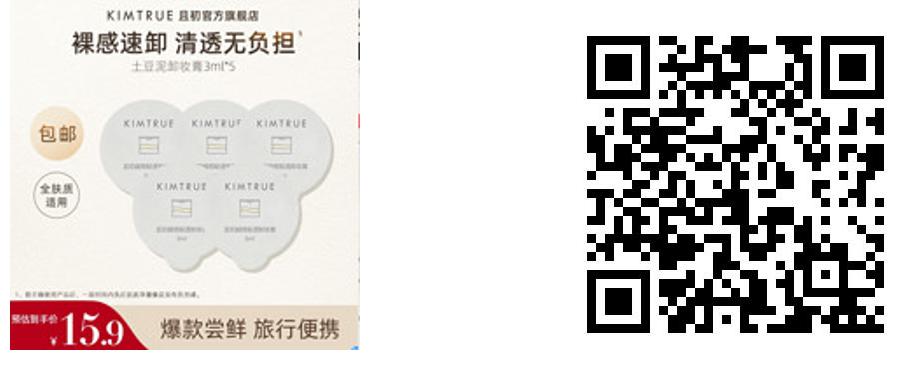 KIMTRUE 且初官方旗舰店
裸感速卸 清透无负担
土豆泥卸妆膏3ml*5
包邮
全肤质
适用
KIMTRUE
KIMTRUE
KIMTRUE
KIMTRUE
KIMTRUE
3ml
3ml
预估到手价
¥15.9
爆款尝鲜 旅行便携